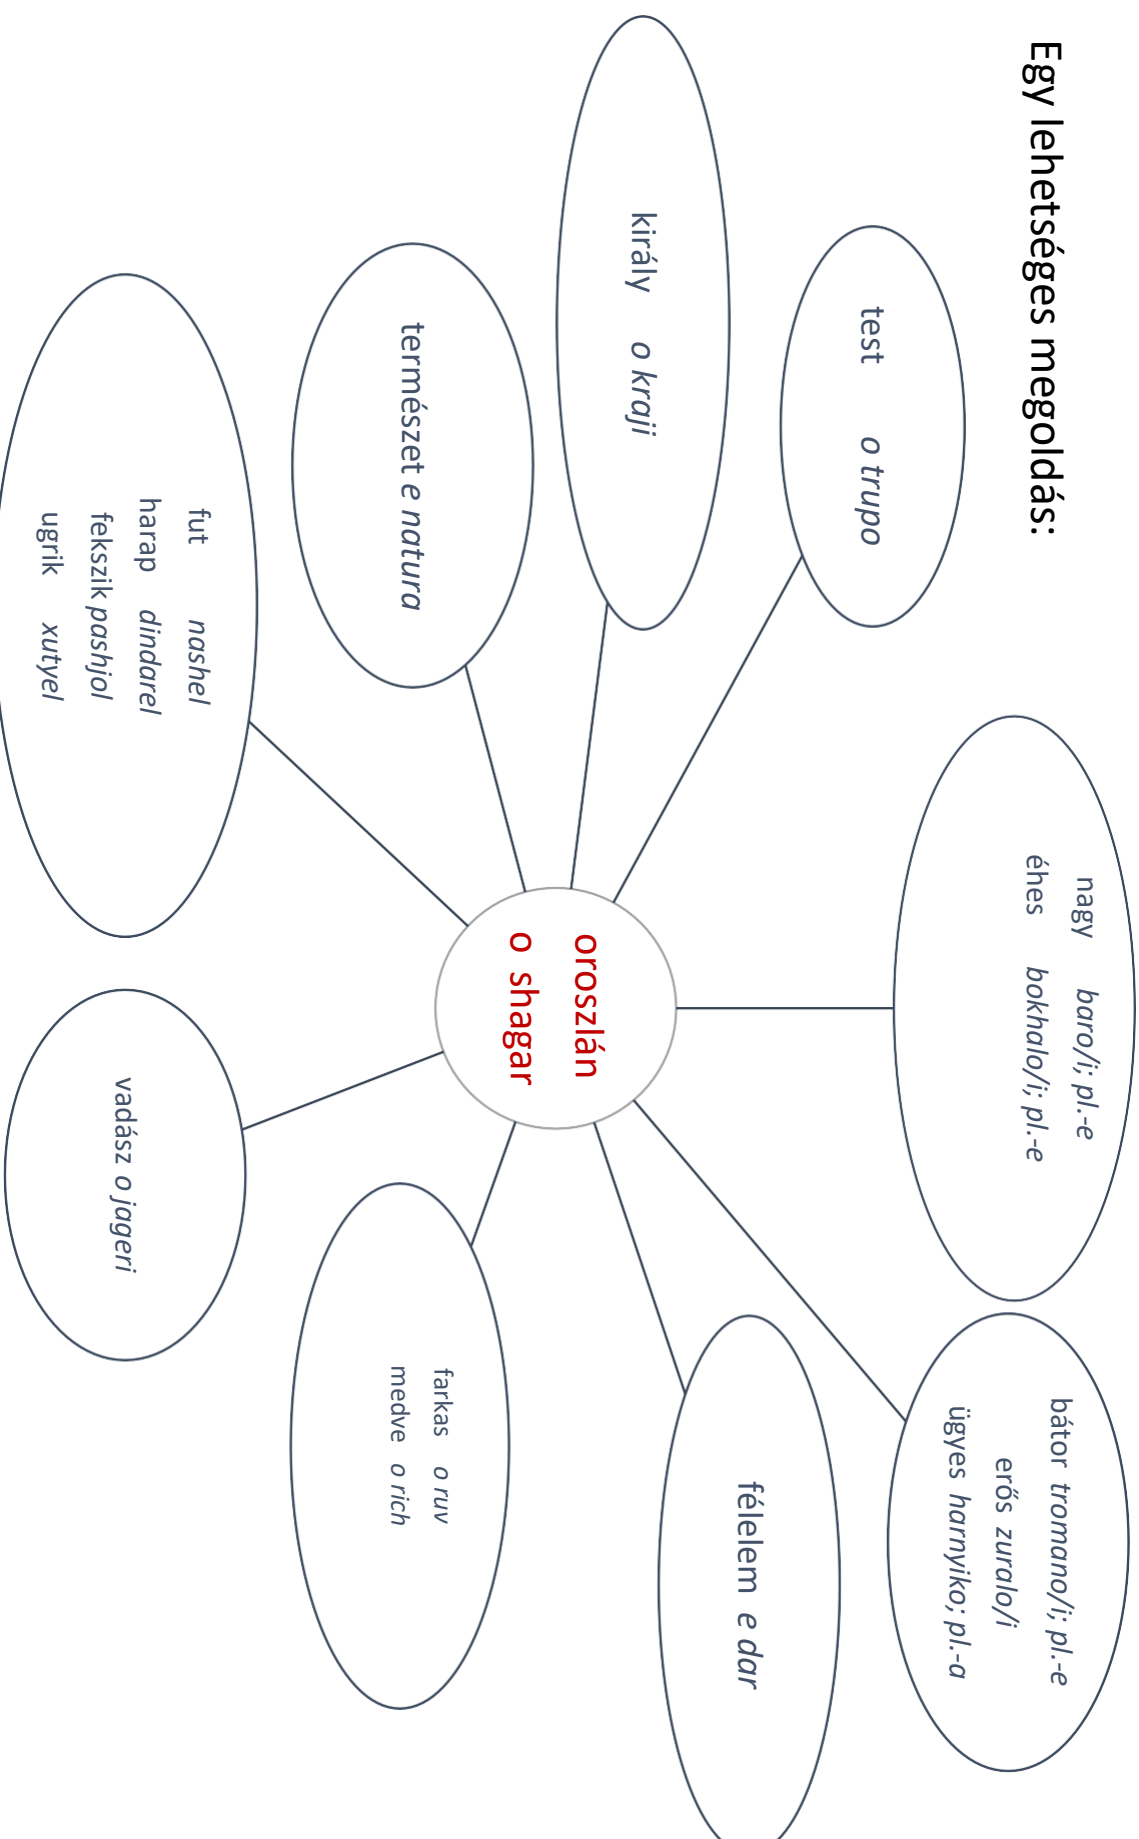 Egy lehetséges megoldás:
nagy baro/i; pl.-e
éhes bokhalo/i; pl.-e
bátor tromano/i; pl.-e
erős zuralo/i
ügyes harnyiko; pl.-a
test o trupo
félelem e dar
király o kraji
oroszlán
o shagar
természet e natura
farkas o ruv
medve o rich
fut nashel
harap dindarel
fekszik pashjol
ugrik xutyel
vadász o jageri